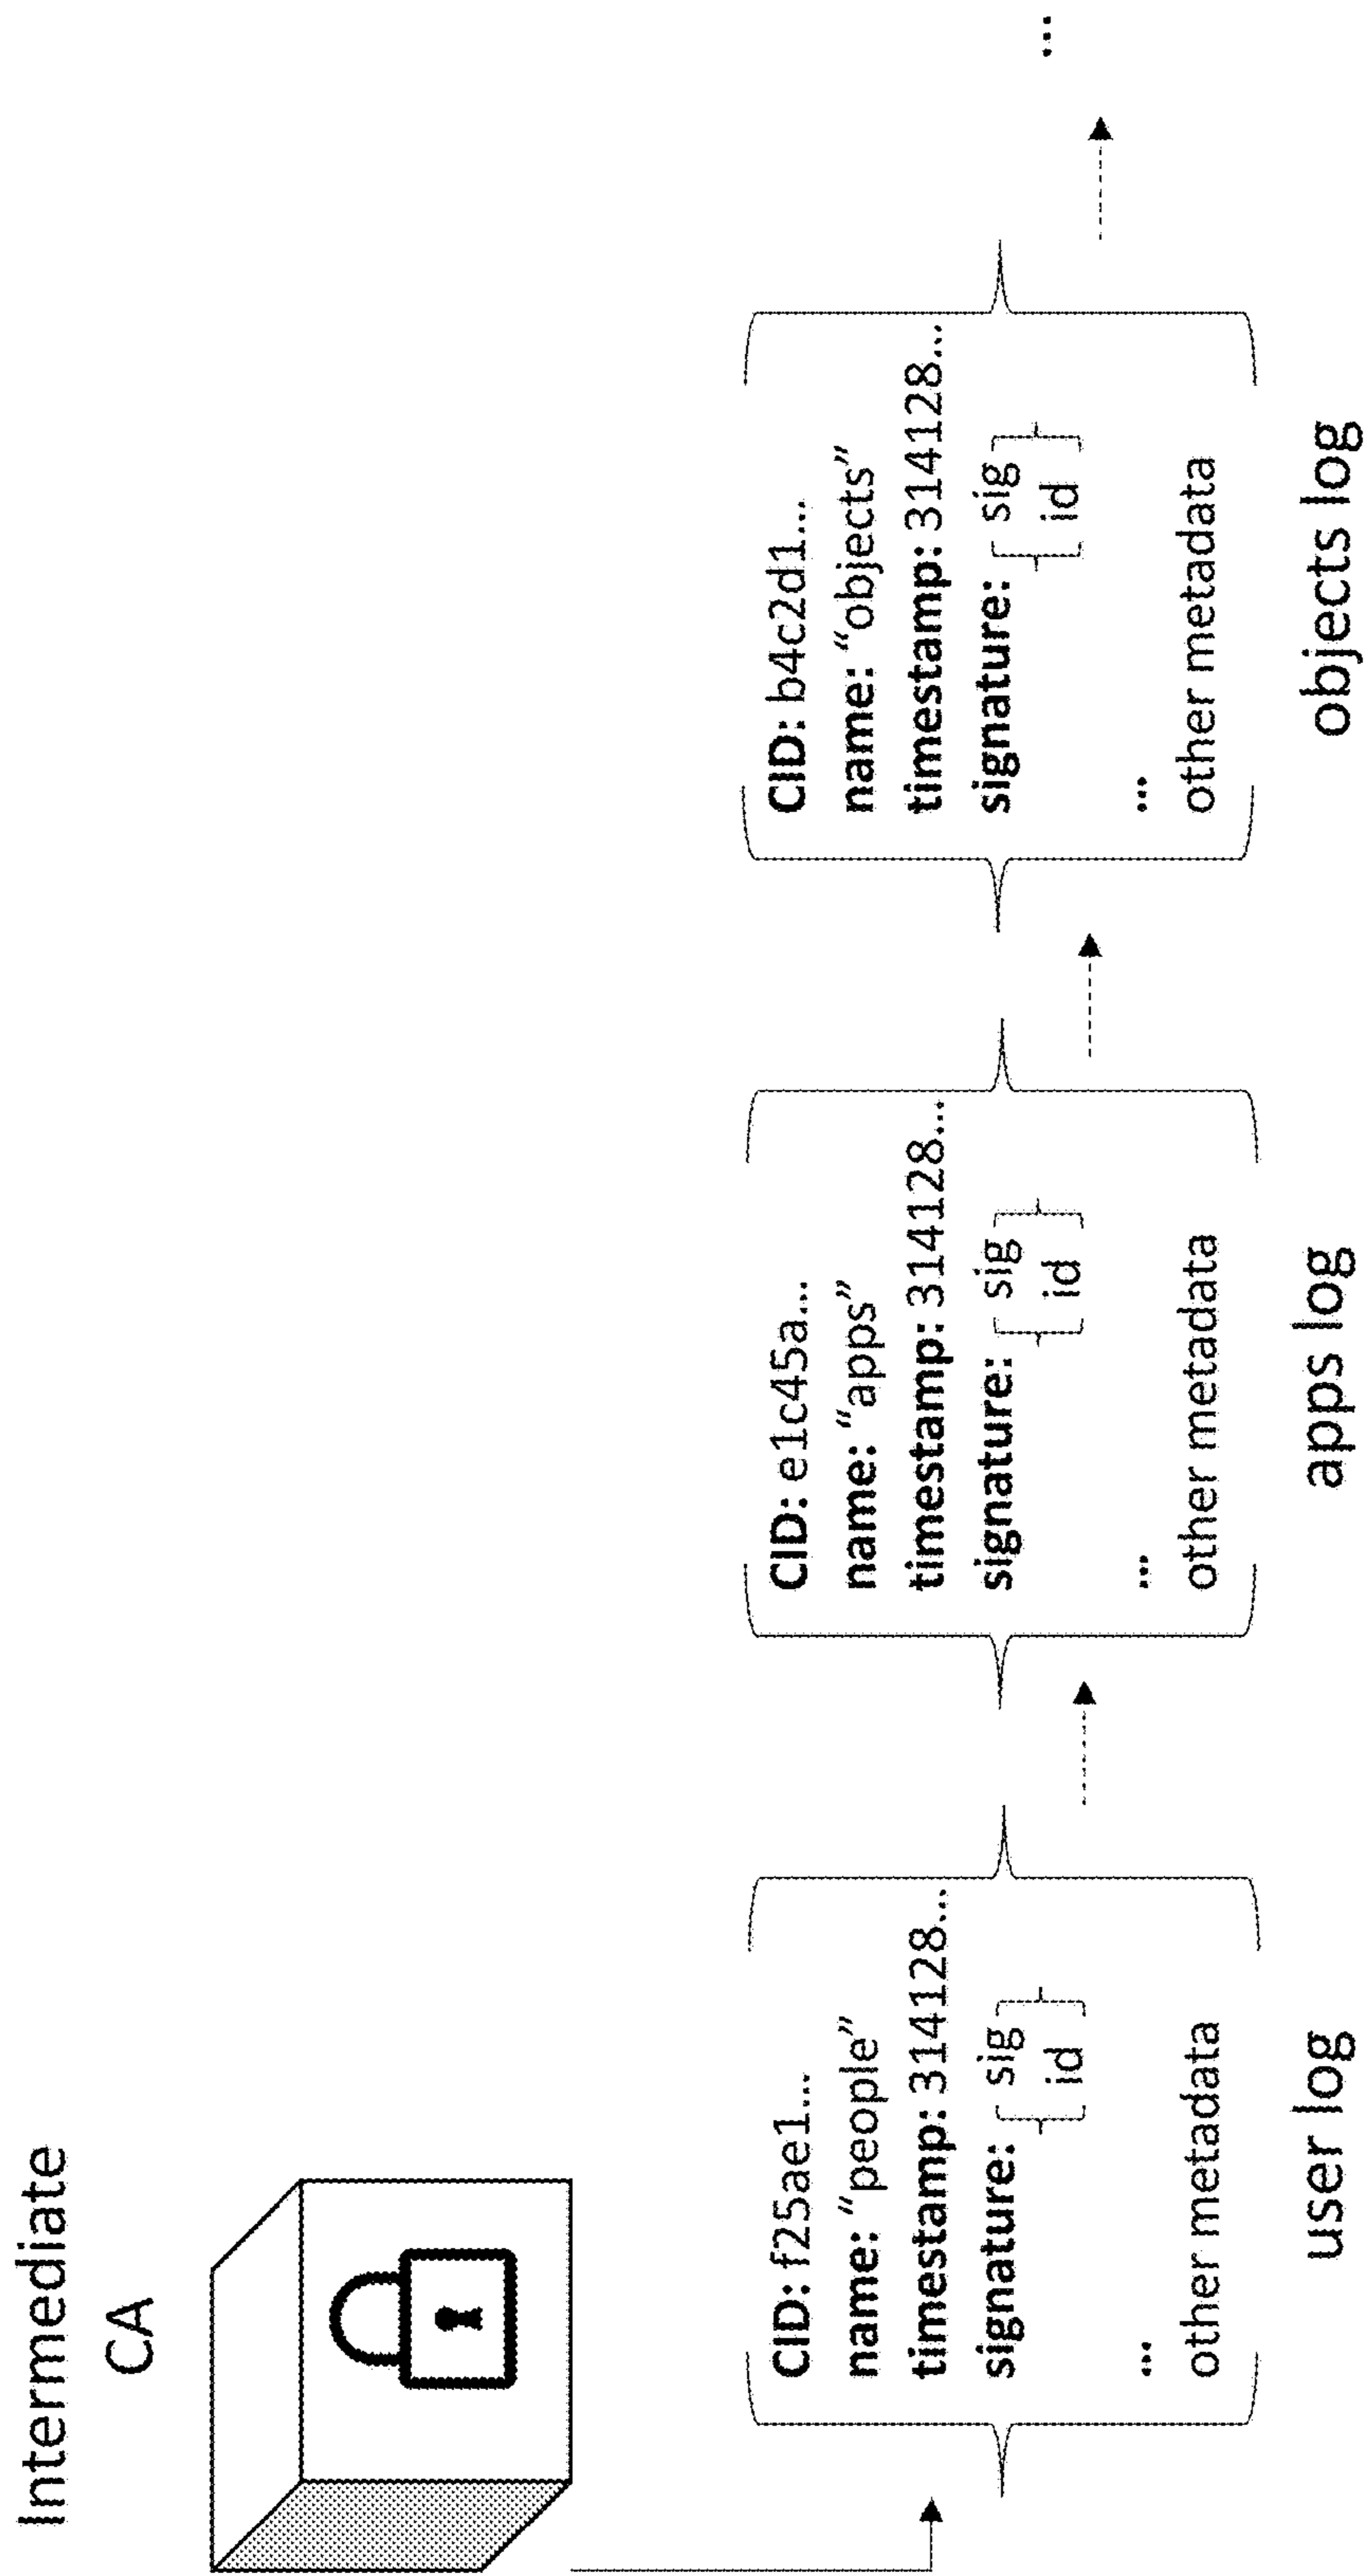 Intermediate
CA
CID: f25ae1...
name: “people”
timestamp: 314128...
signature: sig
id
...
other metadata
user log
CID: e1c45a...
name: “apps”
timestamp: 314128...
signature: sig
id
...
other metadata
apps log
CID: b4c2d1...
name: “objects”
timestamp: 314128...
signature: sig
id
...
other metadata
objects log
...